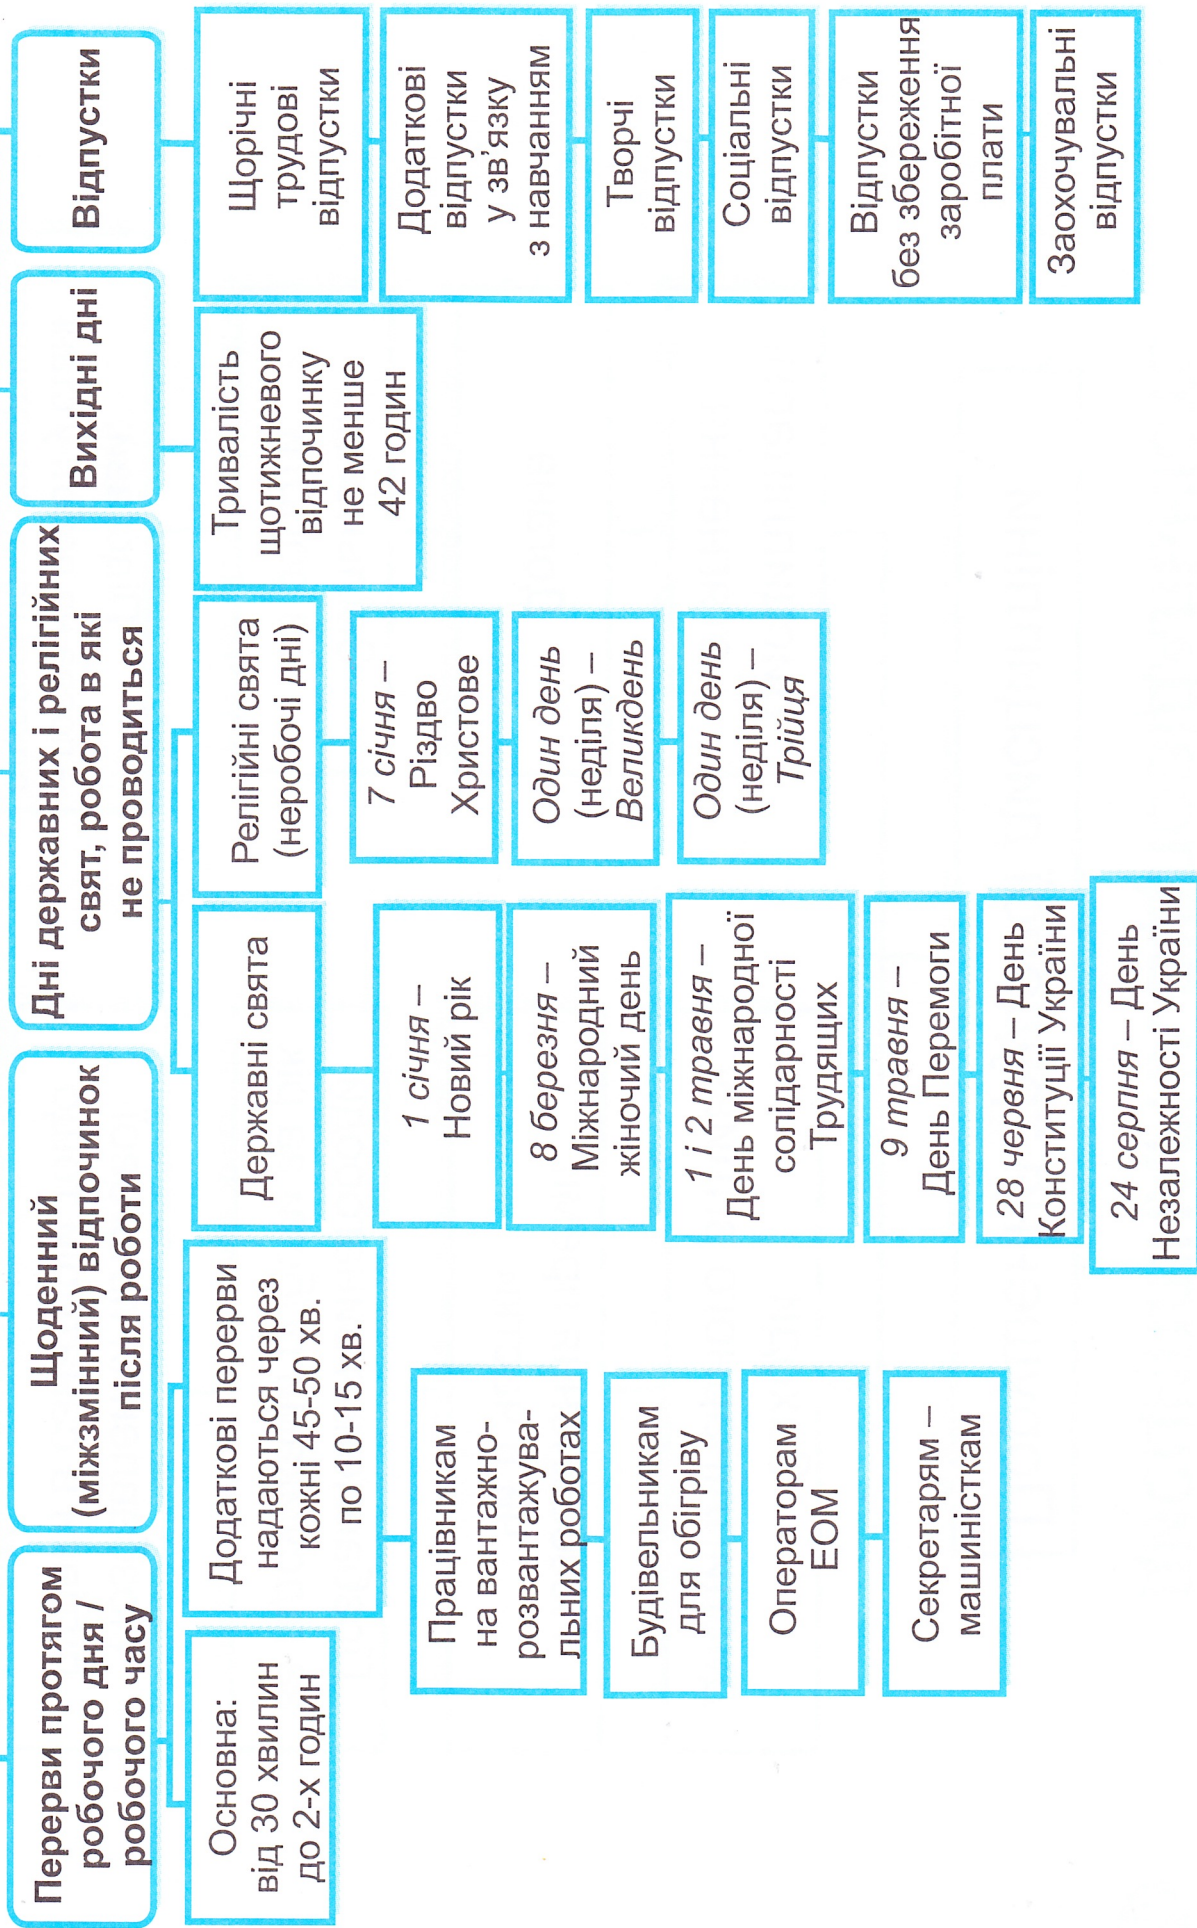 Перерви протягом
робочого дня /
робочого часу
Основна:
від 30 хвилин
до 2-х годин
Додаткові перерви
надаються через
кожні 45-50 хв.
по 10-15 хв.
Працівникам
на вантажно-
розвантажува-
льних роботах
Будівельникам
для обігріву
Операторам
ЕОМ
Секретарям –
машиністкам
Щоденний
(міжзмінний) відпочинок
після роботи
Дні державних і релігійних
свят, робота в які
не проводиться
Державні свята
1 січня –
Новий рік
8 березня –
Міжнародний
жіночий день
1 і 2 травня –
День міжнародної
солідарності
Трудящих
9 травня –
День Перемоги
28 червня – День
Конституції України
24 серпня – День
Незалежності України
Релігійні свята
(неробочі дні)
7 січня –
Різдво
Христове
Один день
(неділя) –
Великдень
Один день
(неділя) –
Трійця
Вихідні дні
Тривалість
щотижневого
відпочинку
не менше
42 годин
Відпустки
Щорічні
трудові
відпустки
Додаткові
відпустки
у зв’язку
з навчанням
Творчі
відпустки
Соціальні
відпустки
Відпустки
без збереження
заробітної
плати
Заохочувальні
відпустки